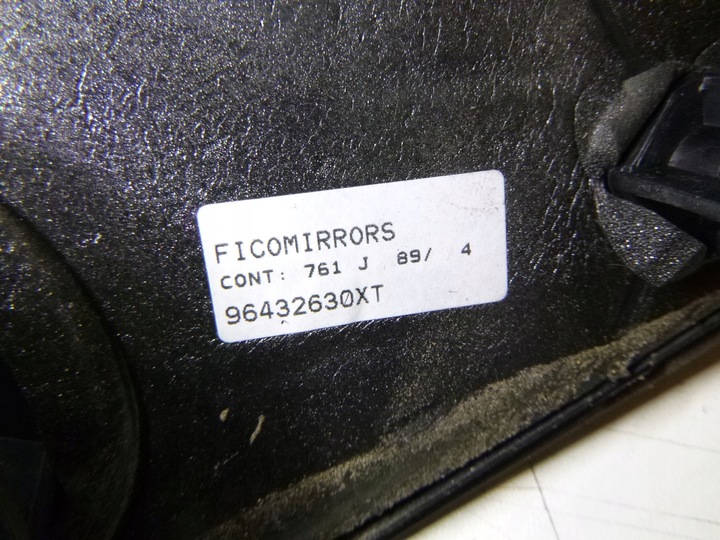 FICOMIRRORS
CONT: 761 J 89/ 4
96432630XT